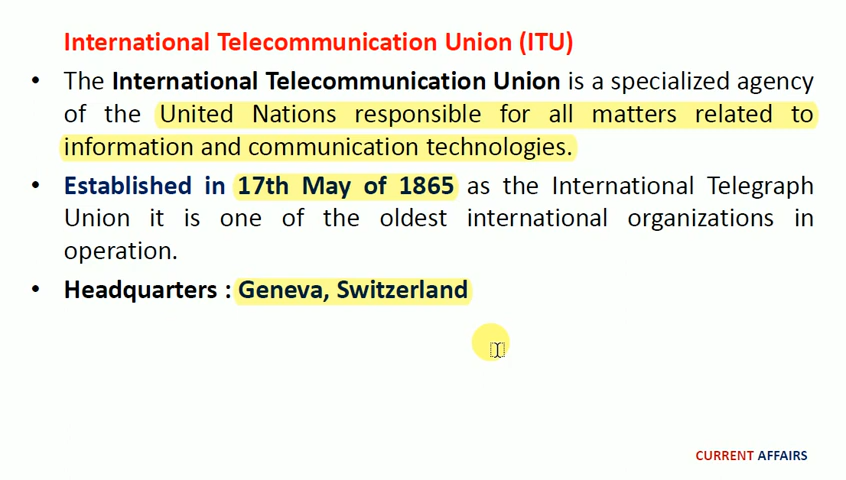 International Telecommunication Union (ITU)
• The International Telecommunication Union is a specialized agency
of the United Nations responsible for all matters related to
information and communication technologies.
• Established in 17th May of 1865 as the International Telegraph
Union it is one of the oldest international organizations in
operation.
• Headquarters : Geneva, Switzerland
CURRENT AFFAIRS